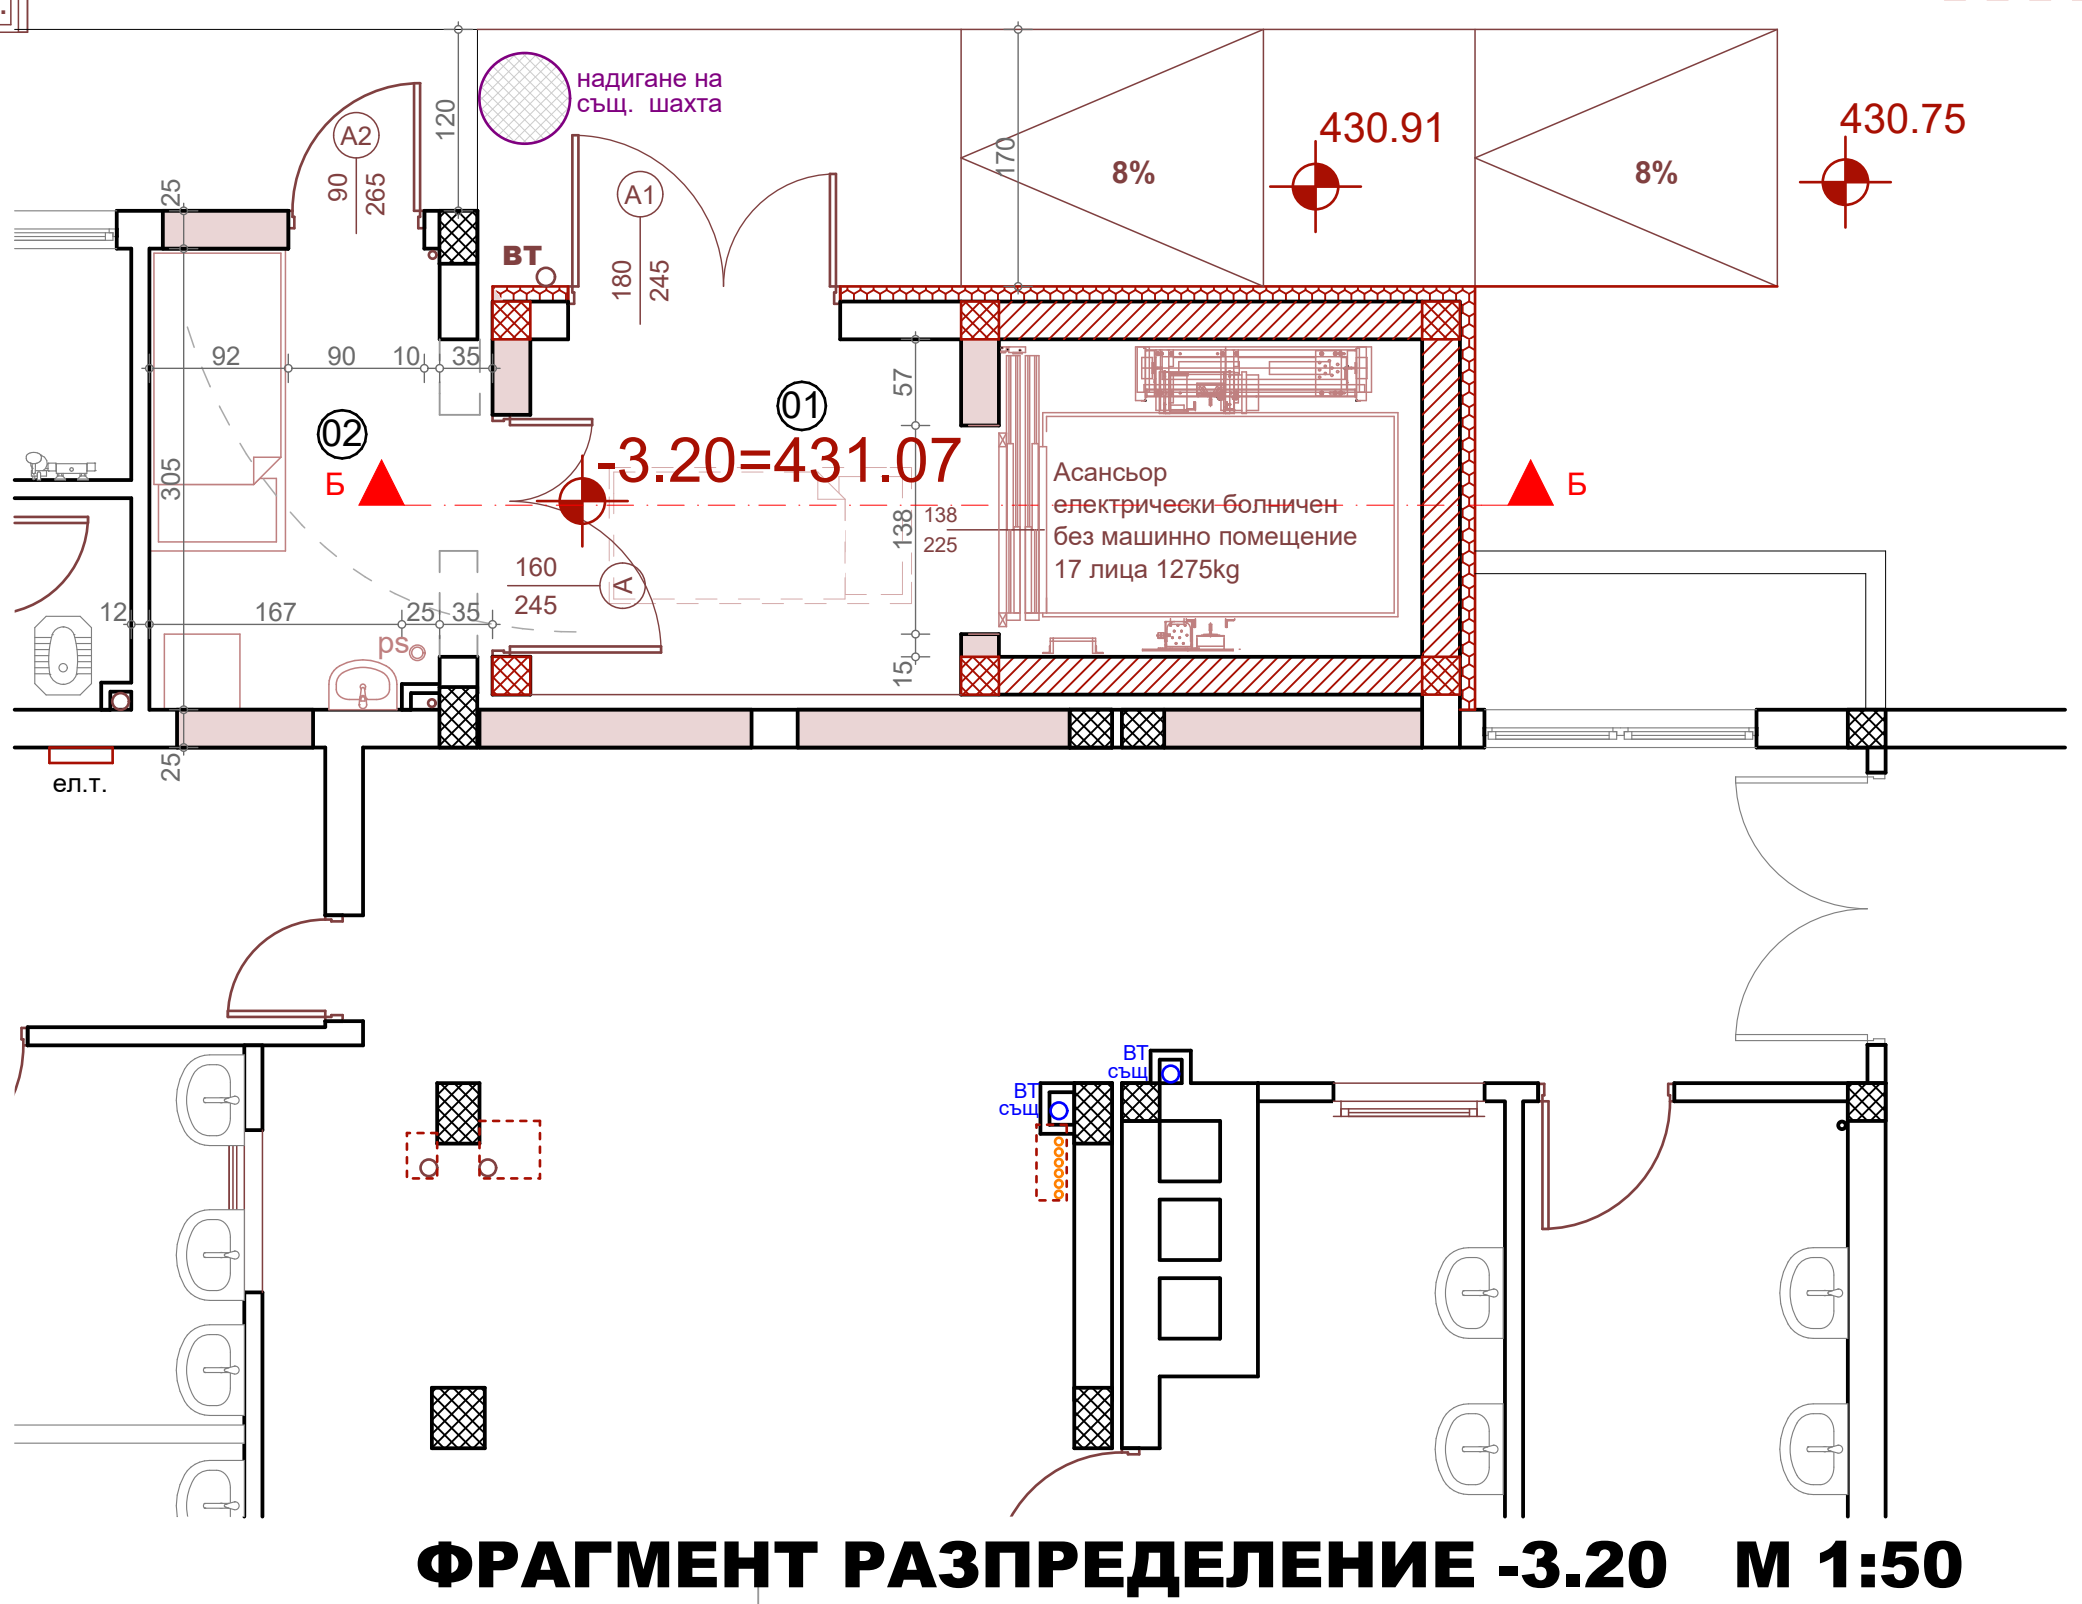 надигане на
същ. шахта
120
170
A2
90
265
25
A1
180
245
вт
8%
430.91
8%
430.75
92
90
10
35
57
02
01
-3.20=431.07
Б
305
138
138
225
Асансьор
електрически болничен
без машинно помещение
17 лица 1275kg
Б
160
245
A
12
167
25
35
ps
15
25
ел.т.
ВТ
същ
ВТ
същ
ФРАГМЕНТ РАЗПРЕДЕЛЕНИЕ -3.20 М 1:50